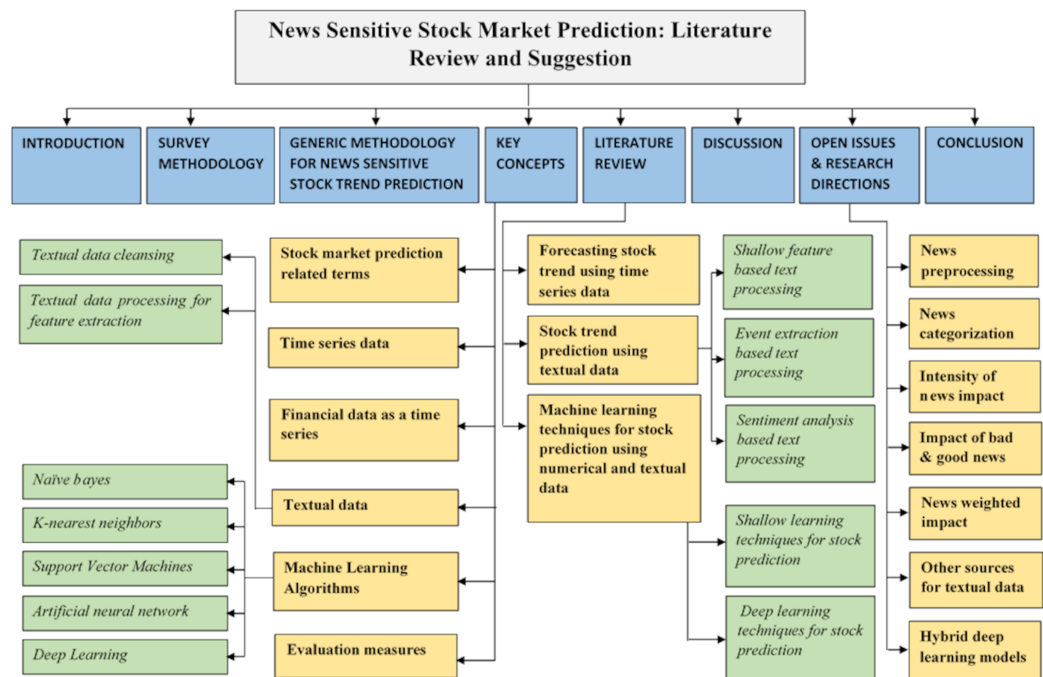 News Sensitive Stock Market Prediction: Literature
Review and Suggestion
INTRODUCTION
SURVEY
METHODOLOGY
GENERIC METHODOLOGY
FOR NEWS SENSITIVE
STOCK TREND PREDICTION
KEY
CONCEPTS
LITERATURE
REVIEW
DISCUSSION
OPEN ISSUES
& RESEARCH
DIRECTIONS
CONCLUSION
Textual data cleansing
Textual data processing for
feature extraction
Naïve bayes
K-nearest neighbors
Support Vector Machines
Artificial neural network
Deep Learning
Stock market prediction
related terms
Time series data
Financial data as a time
series
Textual data
Machine Learning
Algorithms
Evaluation measures
Forecasting stock
trend using time
series data
Stock trend
prediction using
textual data
Machine learning
techniques for stock
prediction using
numerical and textual
data
Shallow feature
based text
processing
Event extraction
based text
processing
Sentiment analysis
based text
processing
Shallow learning
techniques for stock
prediction
Deep learning
techniques for stock
prediction
News
preprocessing
News
categorization
Intensity of
news impact
Impact of bad
& good news
News weighted
impact
Other sources
for textual data
Hybrid deep
learning models